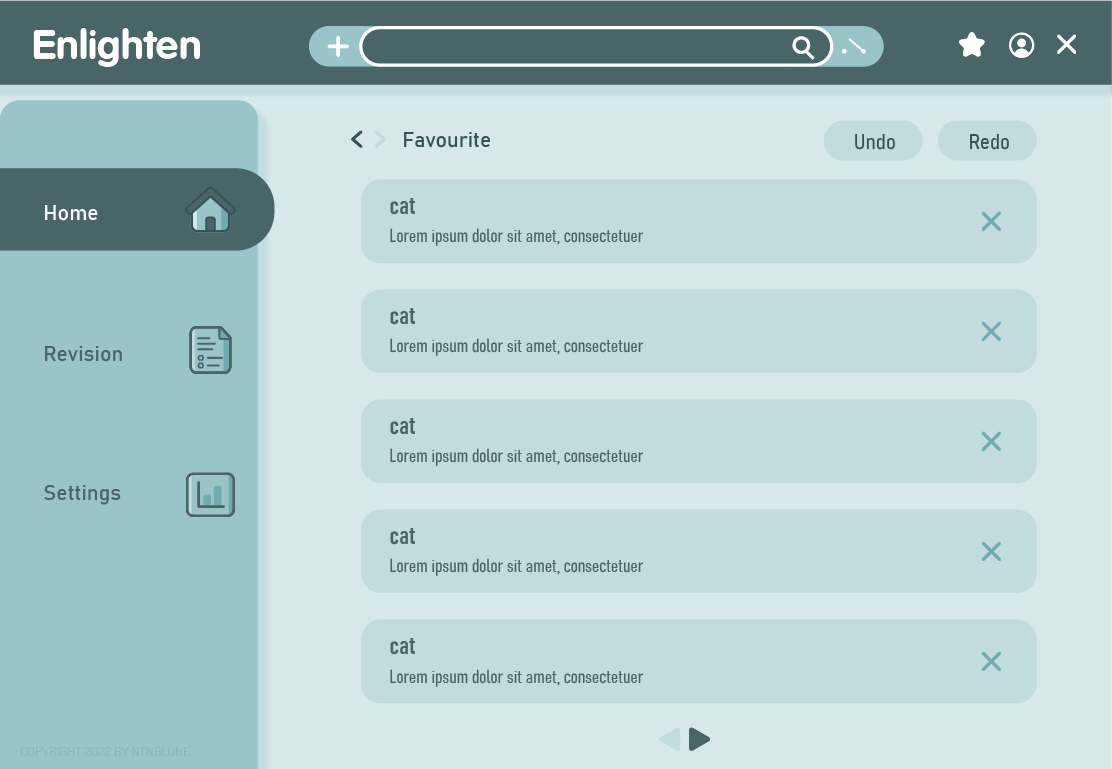 Enlighten
Favourite
Undo
Redo
Home
Revision
Settings
cat
Lorem ipsum dolor sit amet, consectetuer
cat
Lorem ipsum dolor sit amet, consectetuer
cat
Lorem ipsum dolor sit amet, consectetuer
cat
Lorem ipsum dolor sit amet, consectetuer
cat
Lorem ipsum dolor sit amet, consectetuer
COPYRIGHT 2022 BY NTNBLUNE